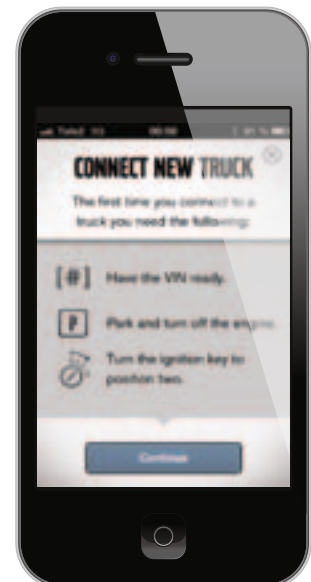 CONNECT NEW TRUCK
The first time you connect to a
truck you need the following:
[#] Have the VIN ready.
P Park and turn off the engine.
Turn the ignition key to
position two.
Continue